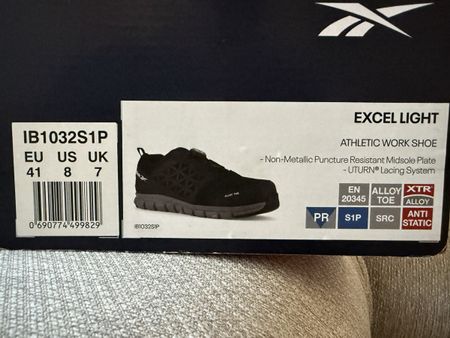 IB1032S1P
EU US UK
41 8 7
0 690774 499829
EXCEL LIGHT
ATHLETIC WORK SHOE
- Non-Metallic Puncture Resistant Midsole Plate
- UTURN® Lacing System
IB1032S1P
PR
EN 20345
S1P
ALLOY TOE
SRC
XTR
ALLOY
ANTI STATIC